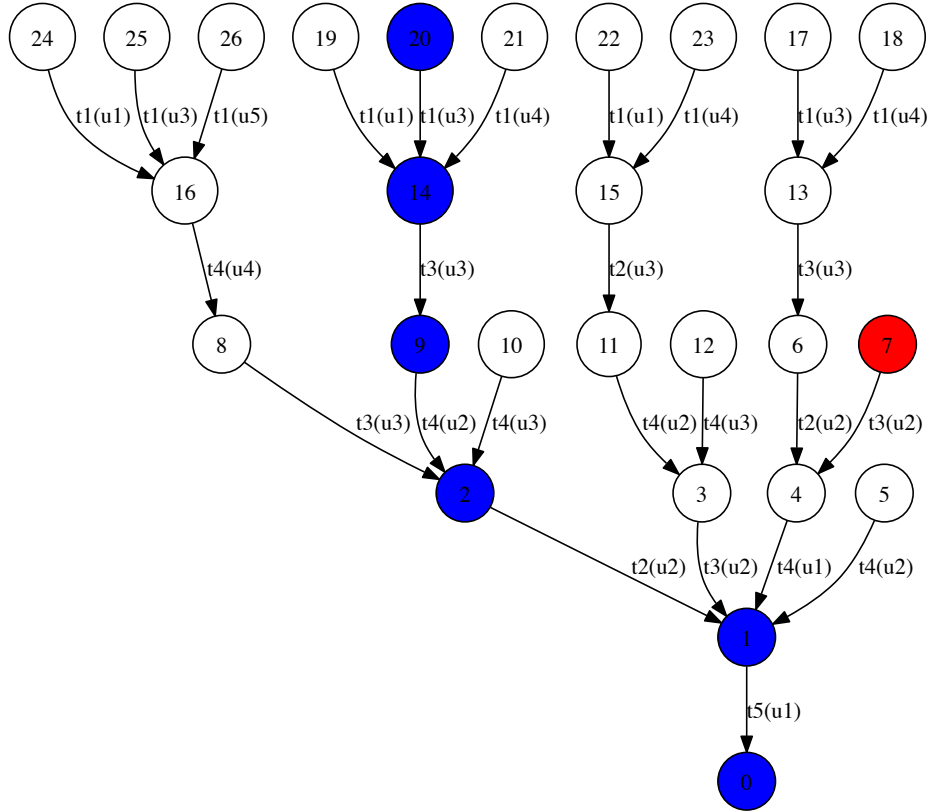 24 25 26 19 20 21 22 23 17 18
t1(u1) t1(u3) t1(u5) t1(u1) t1(u3) t1(u4) t1(u1) t1(u4) t1(u3) t1(u4)
16 14 15 13
t4(u4) t3(u3) t2(u3) t3(u3)
8 9 10 11 12 6 7
t3(u3) t4(u2) t4(u3) t4(u2) t4(u3) t2(u2) t3(u2)
2 3 4 5
t2(u2) t3(u2) t4(u1) t4(u2)
1
t5(u1)
0